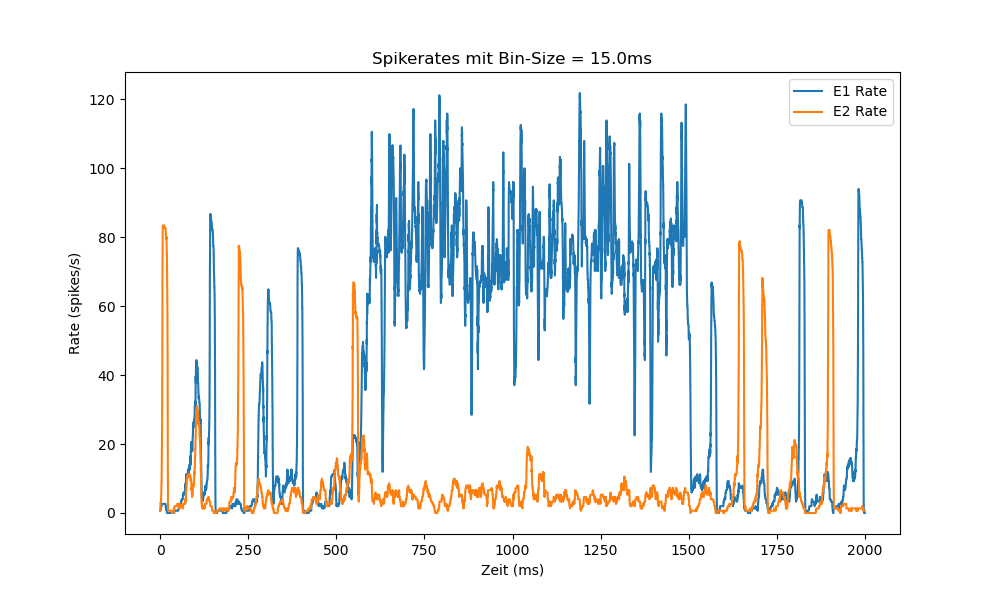 Spikerates mit Bin-Size = 15.0ms
E1 Rate
E2 Rate
Rate (spikes/s)
120
100
80
60
40
20
0
0 250 500 750 1000 1250 1500 1750 2000
Zeit (ms)